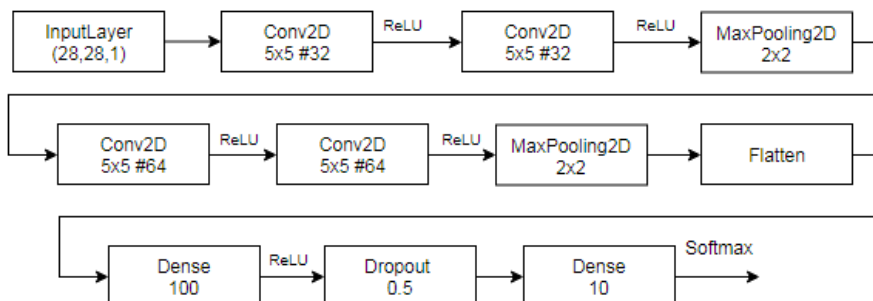 InputLayer
(28,28,1)
Conv2D
5x5 #32
ReLU
Conv2D
5x5 #32
ReLU
MaxPooling2D
2x2
Conv2D
5x5 #64
ReLU
Conv2D
5x5 #64
ReLU
MaxPooling2D
2x2
Flatten
Dense
100
ReLU
Dropout
0.5
Dense
10
Softmax